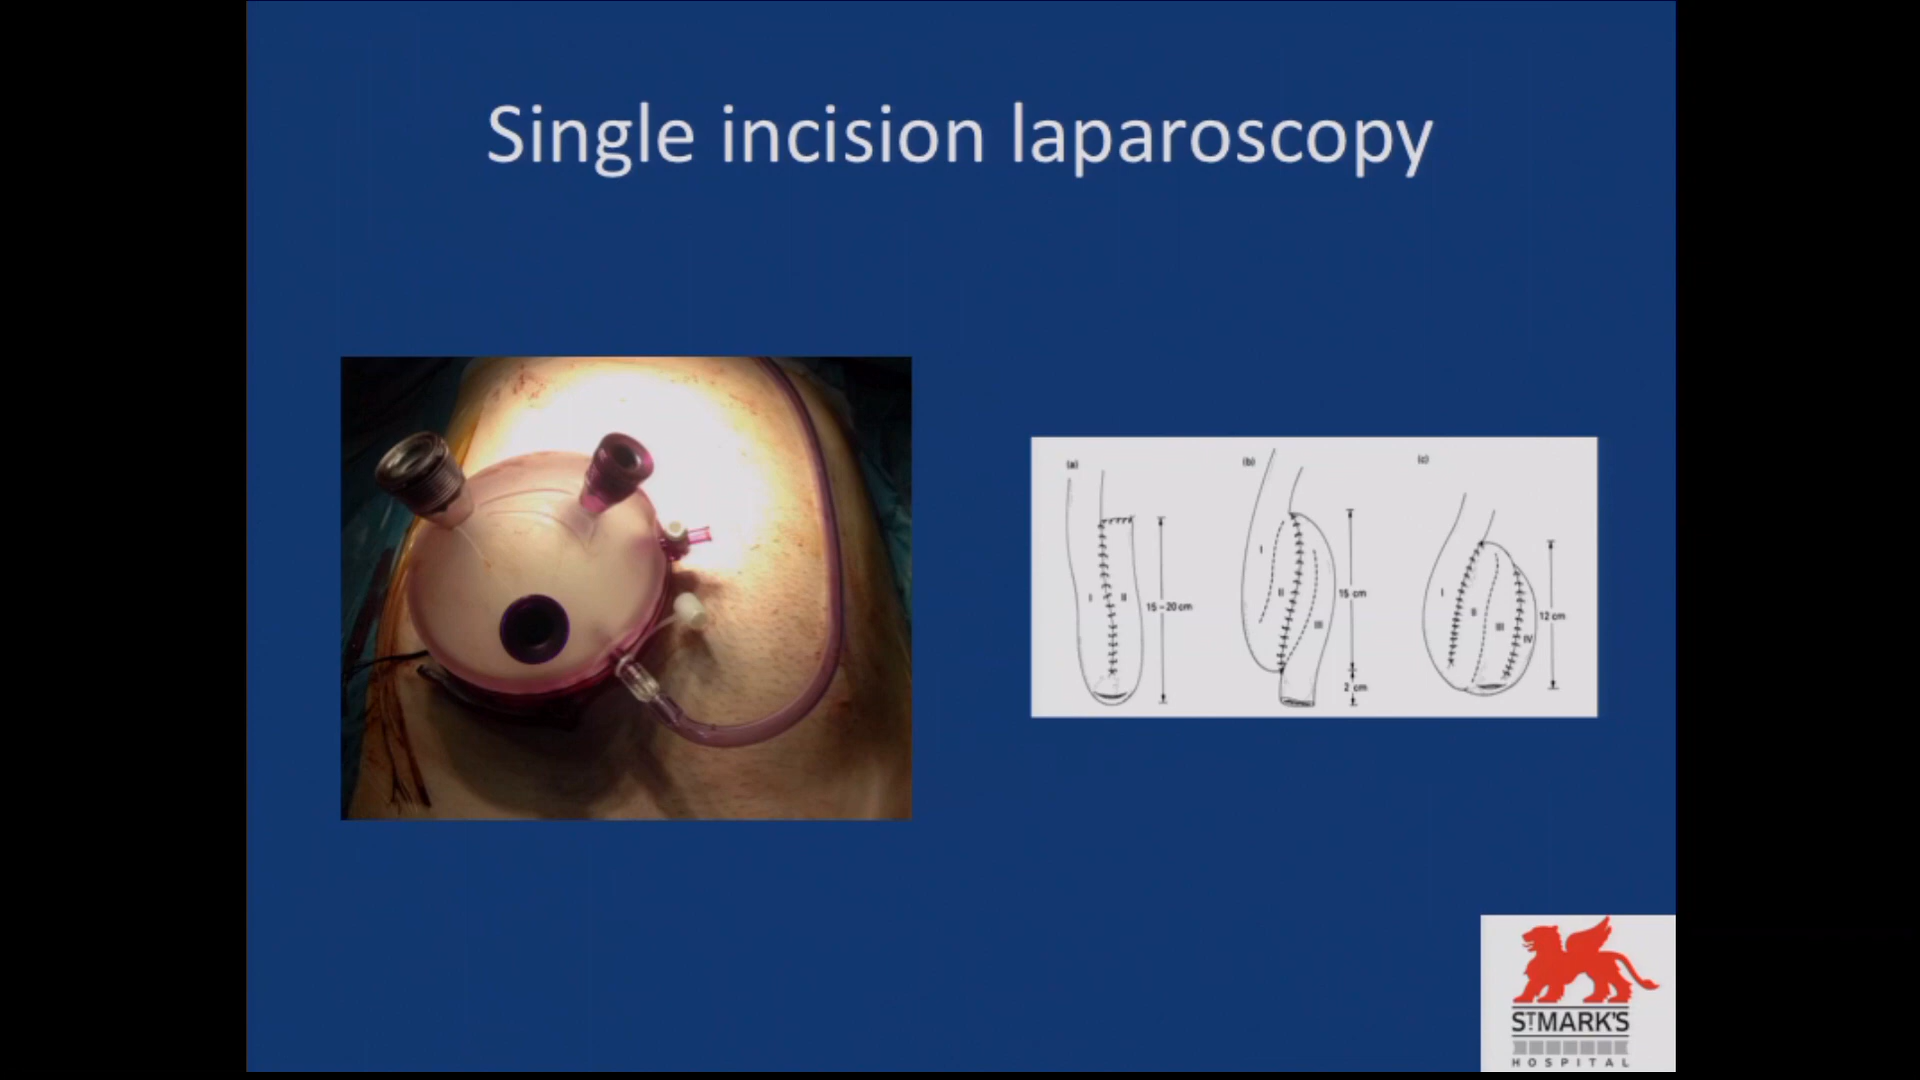 Single incision laparoscopy
(a)
(b)
(c)
I
II
15-20 cm
I
II
III
15 cm
2 cm
I
II
III
IV
12 cm
ST MARK'S
HOSPITAL